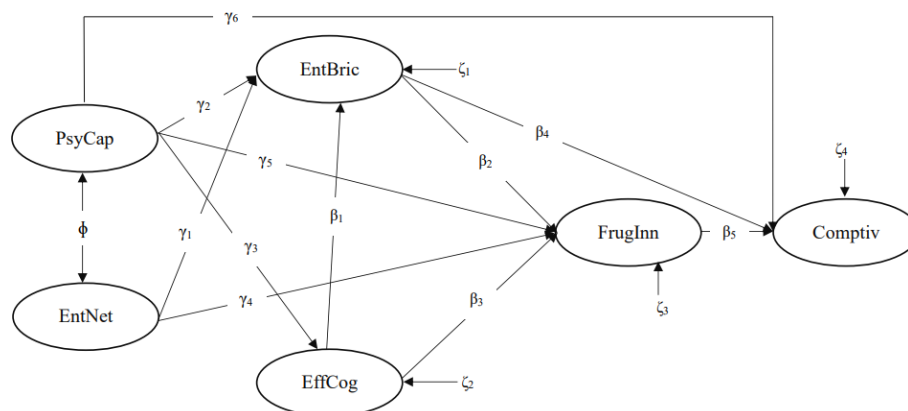 γ₆
EntBric
ζ₁
γ₂
PsyCap
β₄
γ₅
β₂
ζ₄
β₁
ϕ
γ₁
FrugInn
β₅
Comptiv
γ₃
γ₄
EntNet
β₃
ζ₃
EffCog
ζ₂